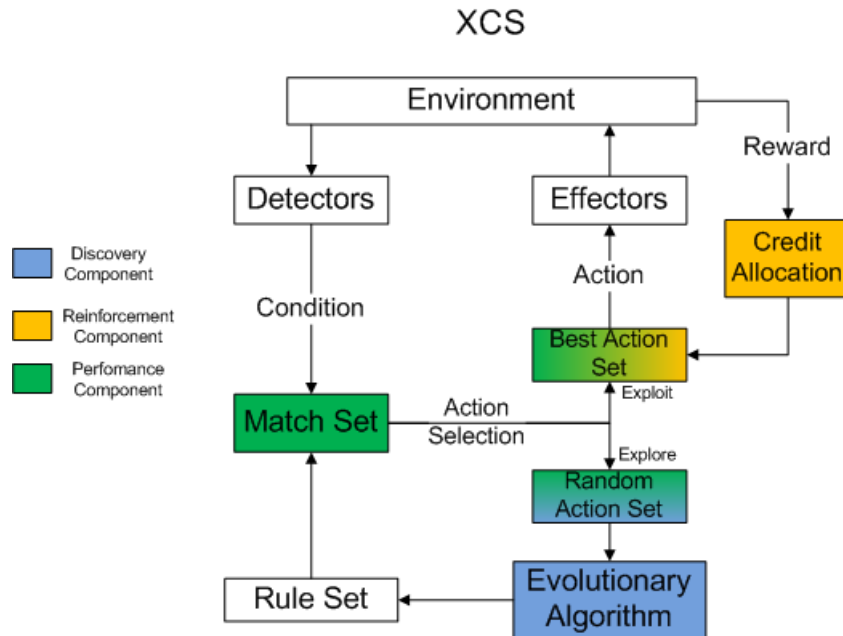 XCS
Environment
Reward
Detectors
Effectors
Credit
Allocation
Discovery
Component
Reinforcement
Component
Perfomance
Component
Condition
Action
Best Action
Set
Exploit
Match Set
Action
Selection
Explore
Random
Action Set
Rule Set
Evolutionary
Algorithm